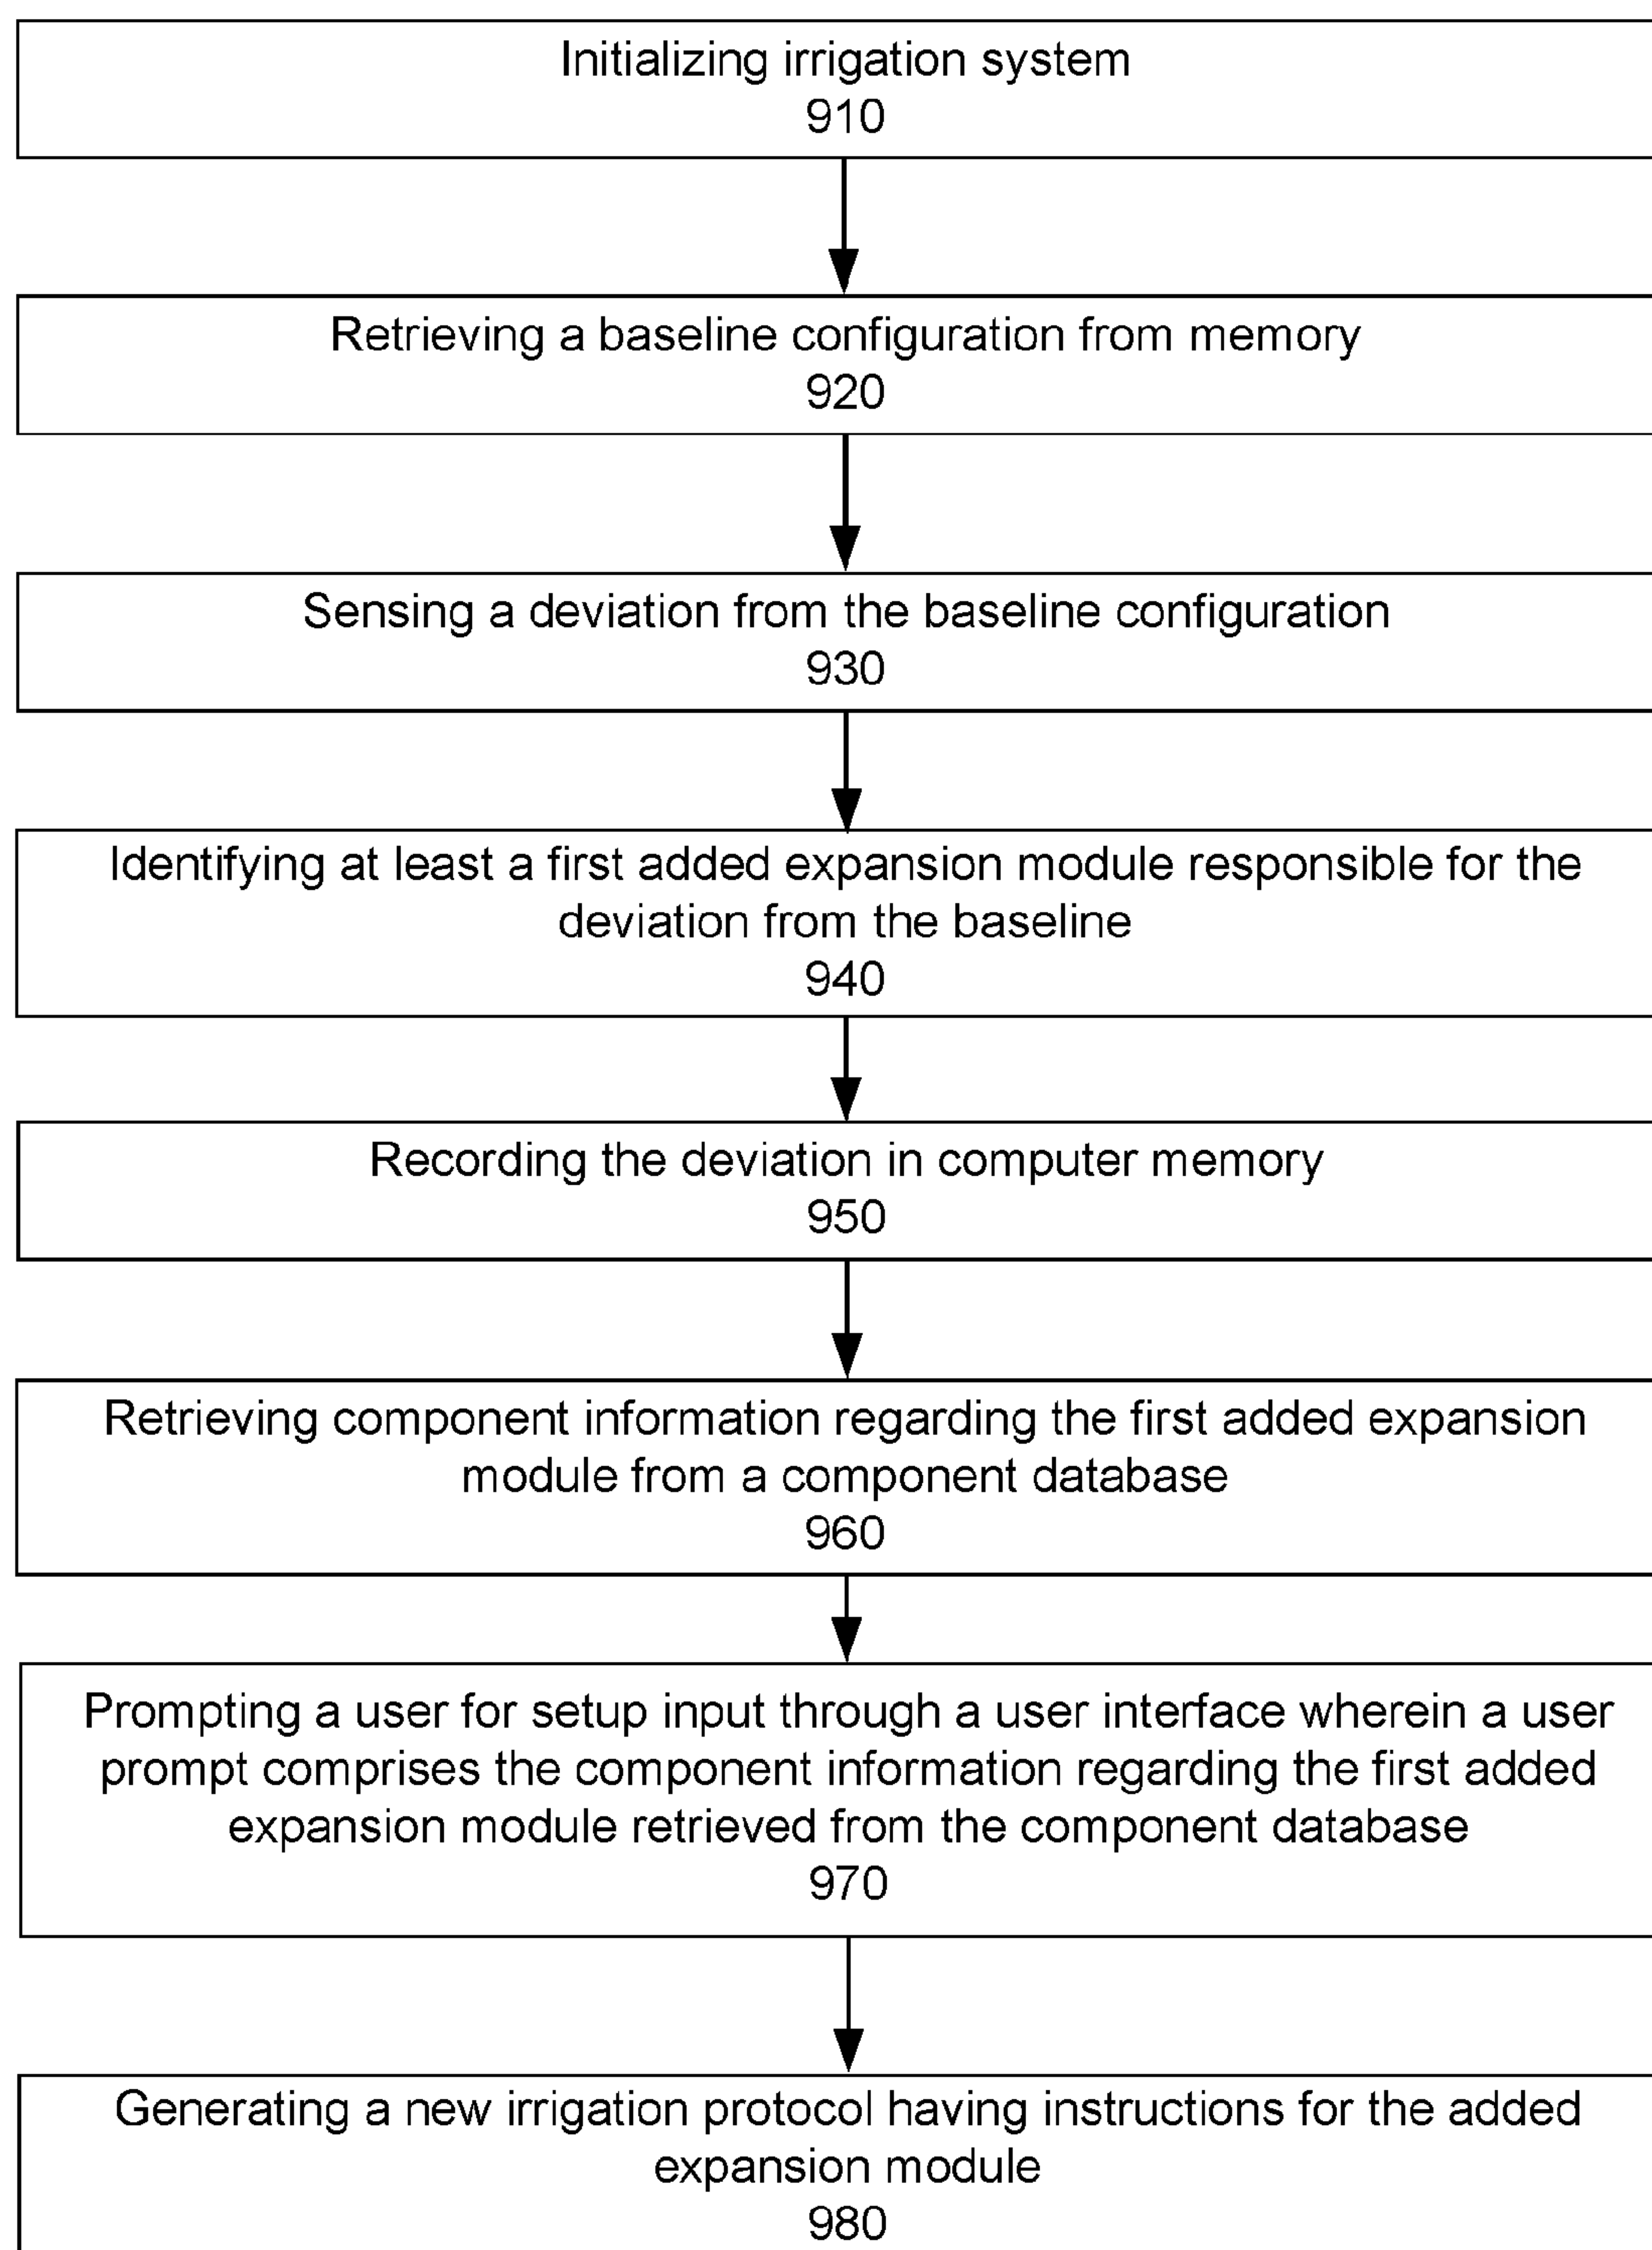 Initializing irrigation system
910
Retrieving a baseline configuration from memory
920
Sensing a deviation from the baseline configuration
930
Identifying at least a first added expansion module responsible for the
deviation from the baseline
940
Recording the deviation in computer memory
950
Retrieving component information regarding the first added expansion
module from a component database
960
Prompting a user for setup input through a user interface wherein a user
prompt comprises the component information regarding the first added
expansion module retrieved from the component database
970
Generating a new irrigation protocol having instructions for the added
expansion module
980